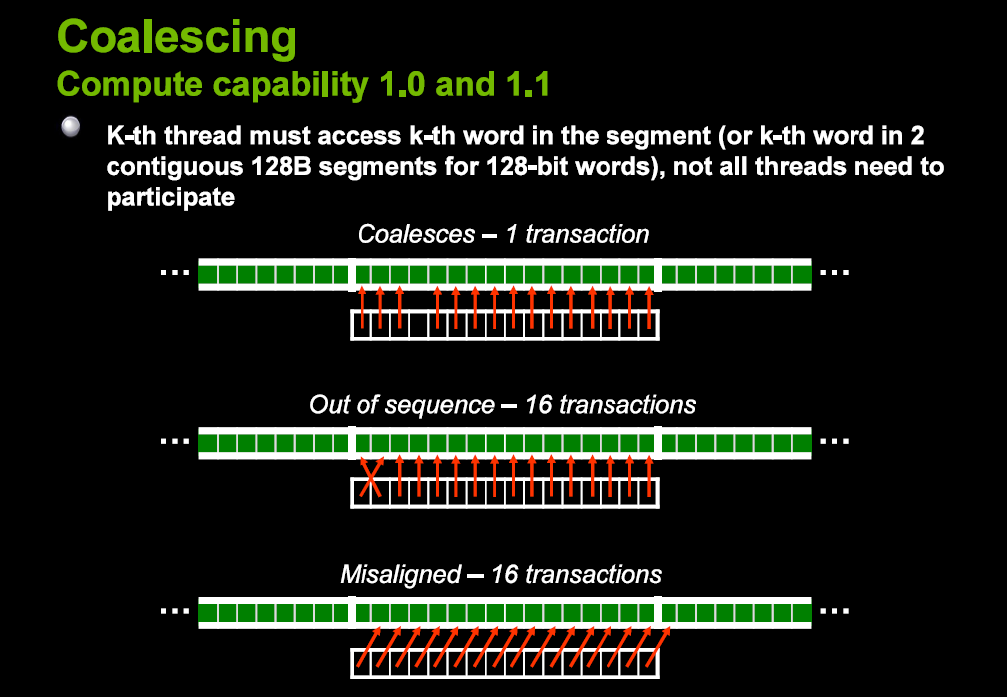 Coalescing
Compute capability 1.0 and 1.1
K-th thread must access k-th word in the segment (or k-th word in 2
contiguous 128B segments for 128-bit words), not all threads need to
participate
Coalesces – 1 transaction
... ...
Out of sequence – 16 transactions
... ...
Misaligned – 16 transactions
... ...